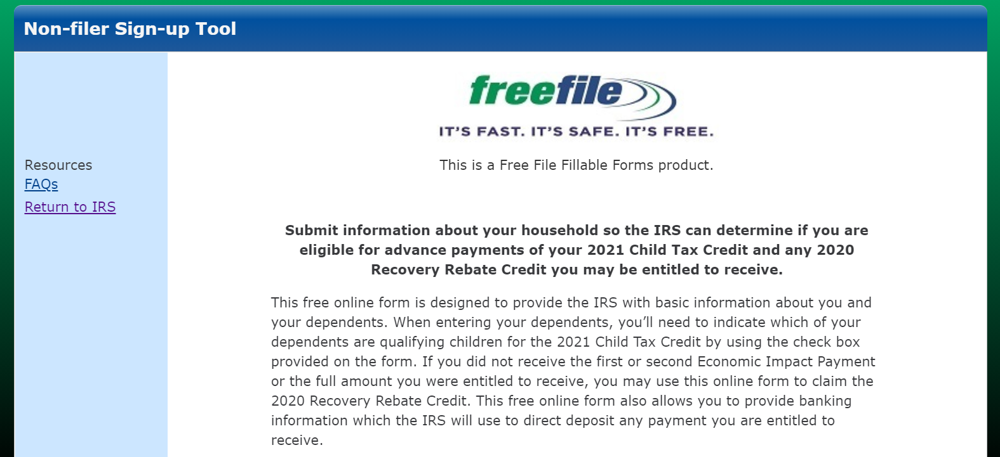 Non-filer Sign-up Tool
freefile
IT'S FAST. IT'S SAFE. IT'S FREE.
This is a Free File Fillable Forms product.
Resources
FAQs
Return to IRS
Submit information about your household so the IRS can determine if you are
eligible for advance payments of your 2021 Child Tax Credit and any 2020
Recovery Rebate Credit you may be entitled to receive.
This free online form is designed to provide the IRS with basic information about you and
your dependents. When entering your dependents, you’ll need to indicate which of your
dependents are qualifying children for the 2021 Child Tax Credit by using the check box
provided on the form. If you did not receive the first or second Economic Impact Payment
or the full amount you were entitled to receive, you may use this online form to claim the
2020 Recovery Rebate Credit. This free online form also allows you to provide banking
information which the IRS will use to direct deposit any payment you are entitled to
receive.